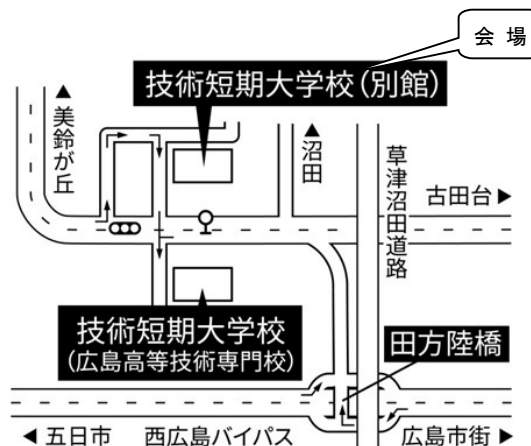 会場
技術短期大学校(別館)
▲美鈴が丘
▲沼田
草津沼田道路
古田台▶
技術短期大学校
(広島高等技術専門校)
田方陸橋
◀五日市
西広島バイパス
広島市街▶